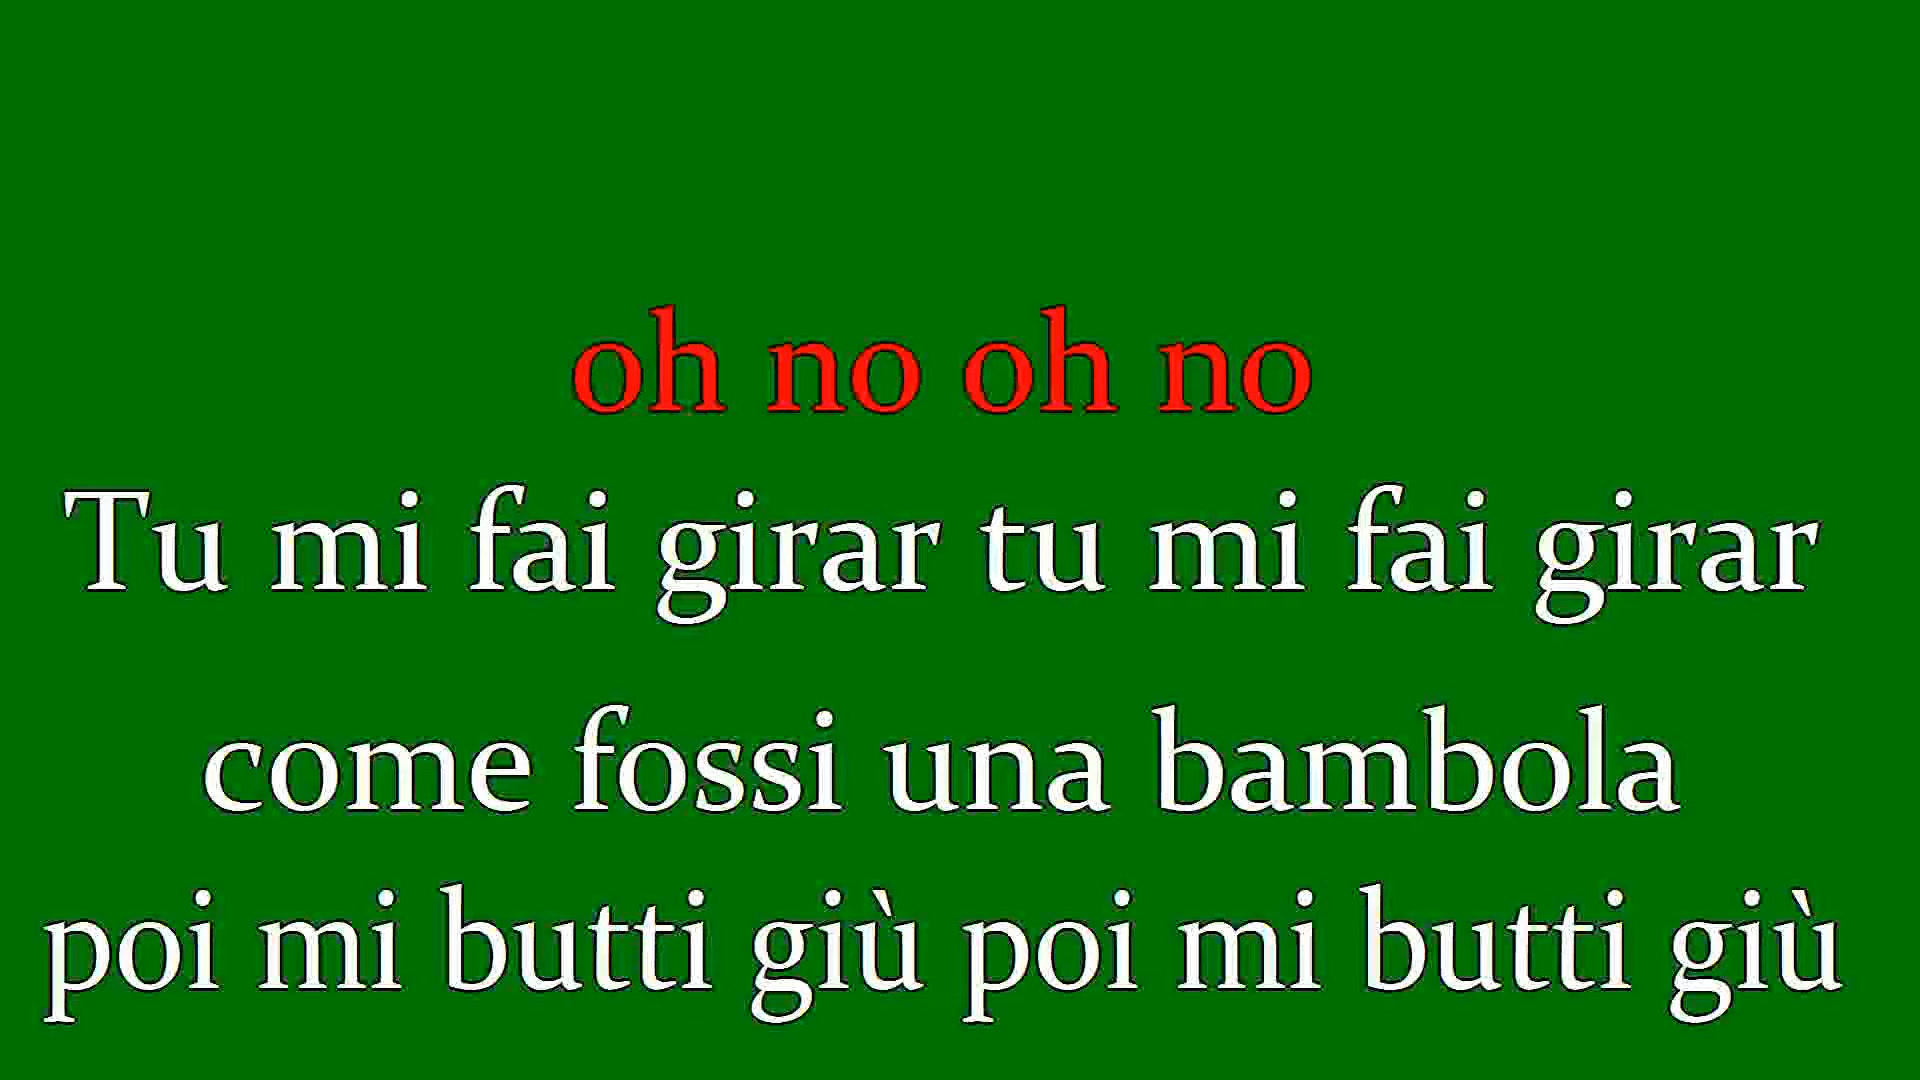 oh no oh no
Tu mi fai girar tu mi fai girar
come fossi una bambola
poi mi butti giù poi mi butti giù